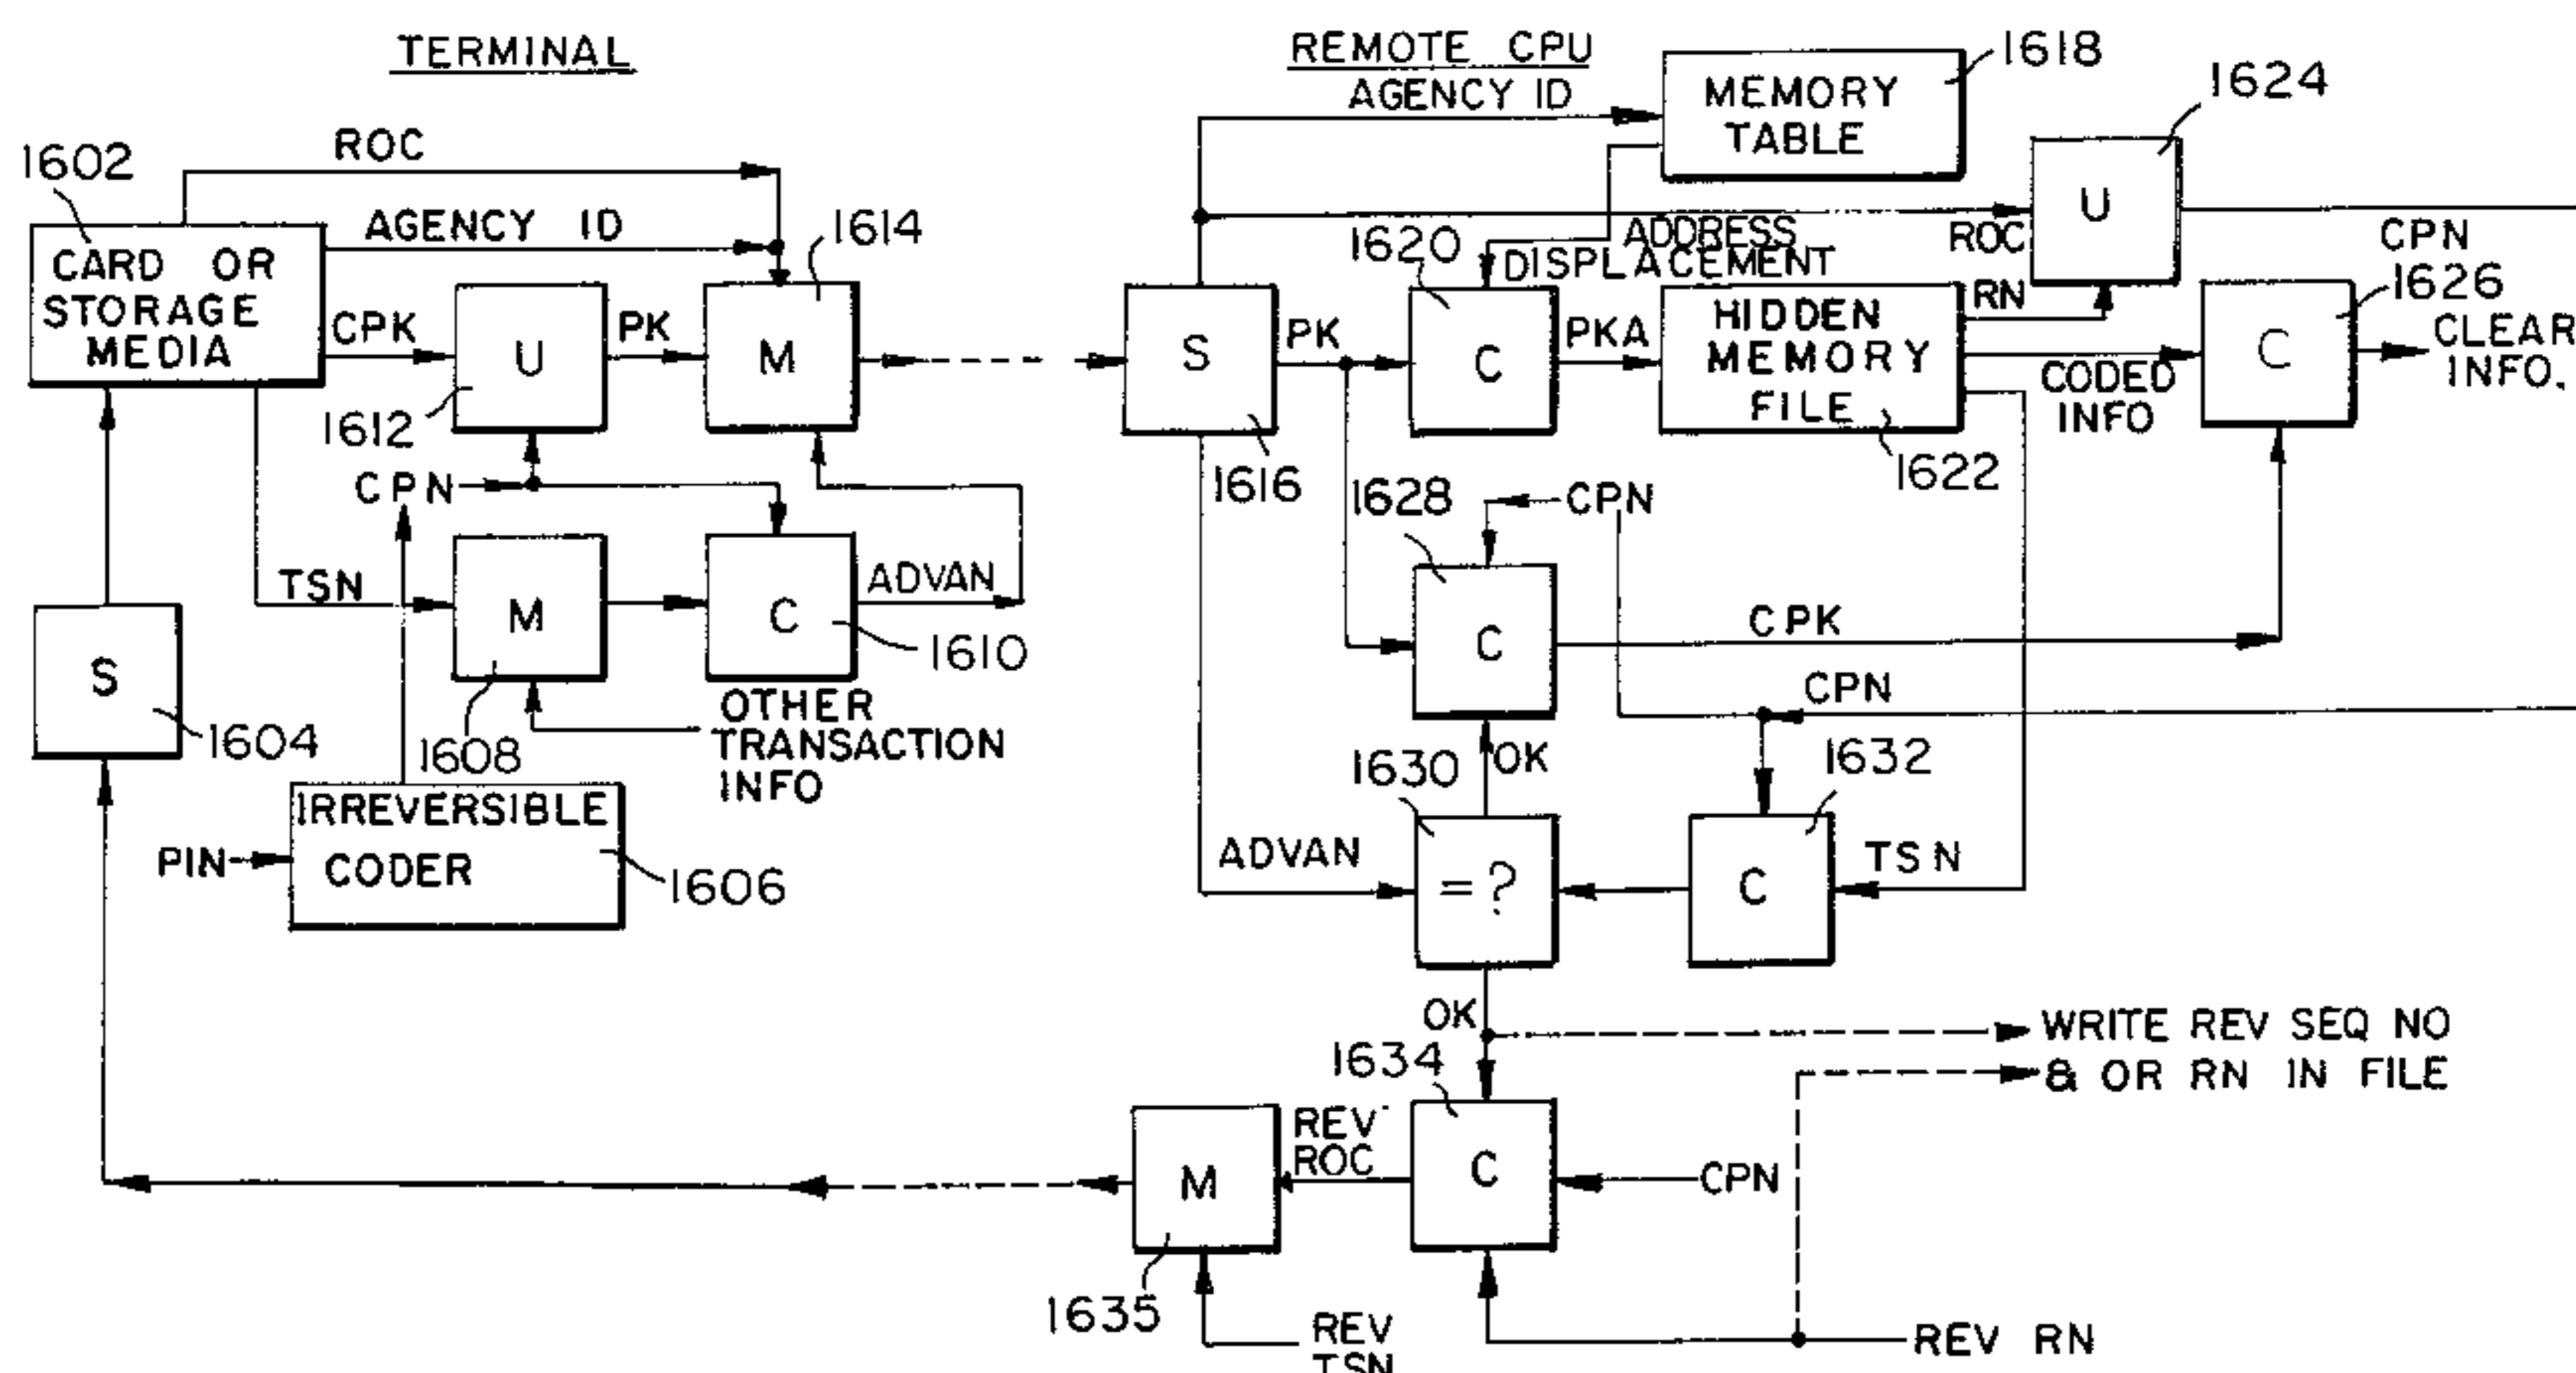 TERMINAL
REMOTE CPU
1602
ROC
AGENCY ID
CARD OR
STORAGE
MEDIA
CPK
U
1612
PK
M
1614
CPN
TSN
M
1608
C
1610
ADVAN
OTHER
TRANSACTION
INFO
S
1604
PIN
IRREVERSIBLE
CODER
1606
AGENCY ID
MEMORY
TABLE
1618
1624
U
ROC
ADDRESS
DISPLACEMENT
1620
S
1616
PK
C
PKA
HIDDEN
MEMORY
FILE
1622
RN
CODED
INFO
CPN
1626
C
CLEAR
INFO.
1628
CPN
C
CPK
CPN
OK
1630
ADVAN
= ?
1632
C
TSN
OK
WRITE REV SEQ NO
& OR RN IN FILE
1634
C
REV
ROC
CPN
M
1635
REV
TSN
REV RN